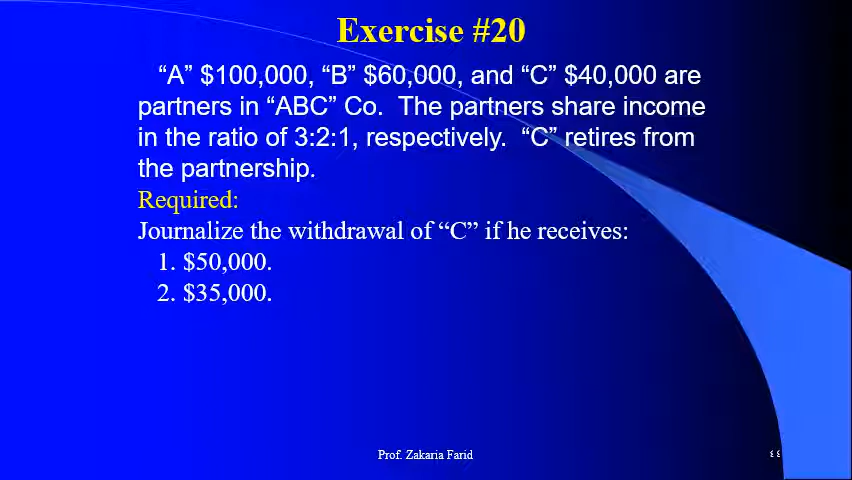 Exercise #20
“A” $100,000, “B” $60,000, and “C” $40,000 are
partners in “ABC” Co. The partners share income
in the ratio of 3:2:1, respectively. “C” retires from
the partnership.
Required:
Journalize the withdrawal of “C” if he receives:
1. $50,000.
2. $35,000.
Prof. Zakaria Farid
٤٤